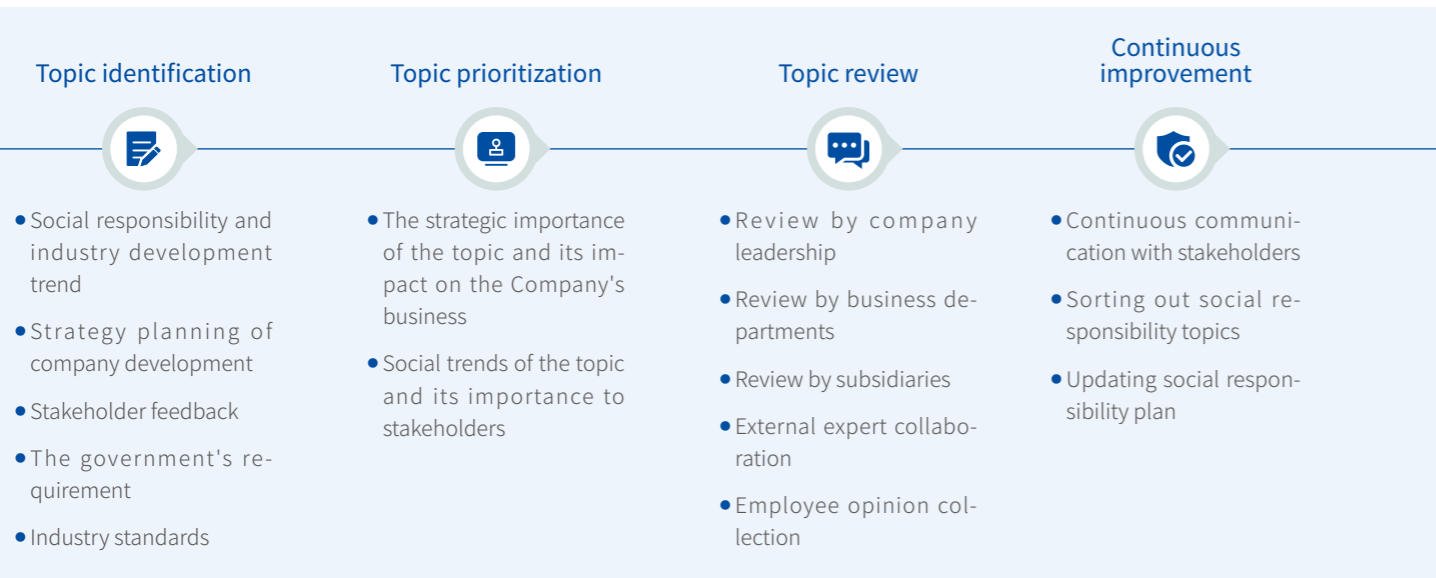 Topic identification
• Social responsibility and
industry development
trend
• Strategy planning of
company development
• Stakeholder feedback
• The government's re-
quirement
• Industry standards
Topic prioritization
• The strategic importance
of the topic and its im-
pact on the Company's
business
• Social trends of the topic
and its importance to
stakeholders
Topic review
• Review by company
leadership
• Review by business de-
partments
• Review by subsidiaries
• External expert collabo-
ration
• Employee opinion col-
lection
Continuous
improvement
• Continuous communi-
cation with stakeholders
• Sorting out social re-
sponsibility topics
• Updating social respon-
sibility plan